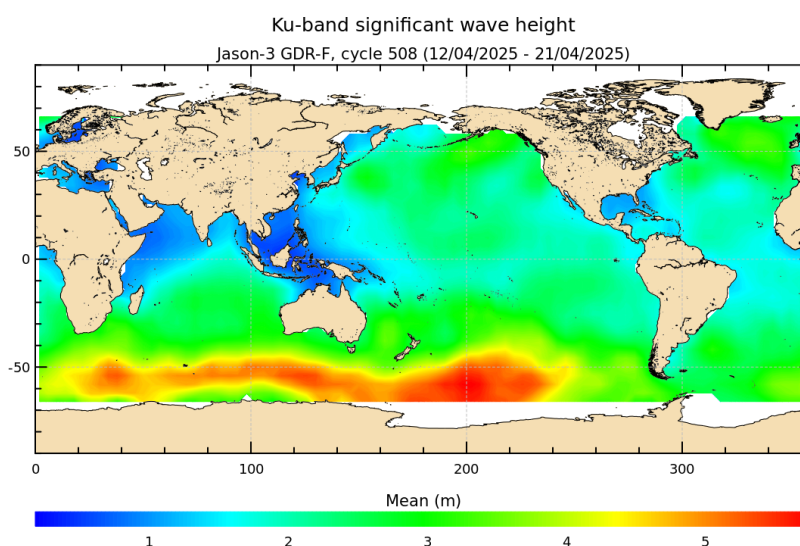 Ku-band significant wave height
Jason-3 GDR-F, cycle 508 (12/04/2025 - 21/04/2025)
50
0
-50
0 100 200 300
Mean (m)
1 2 3 4 5